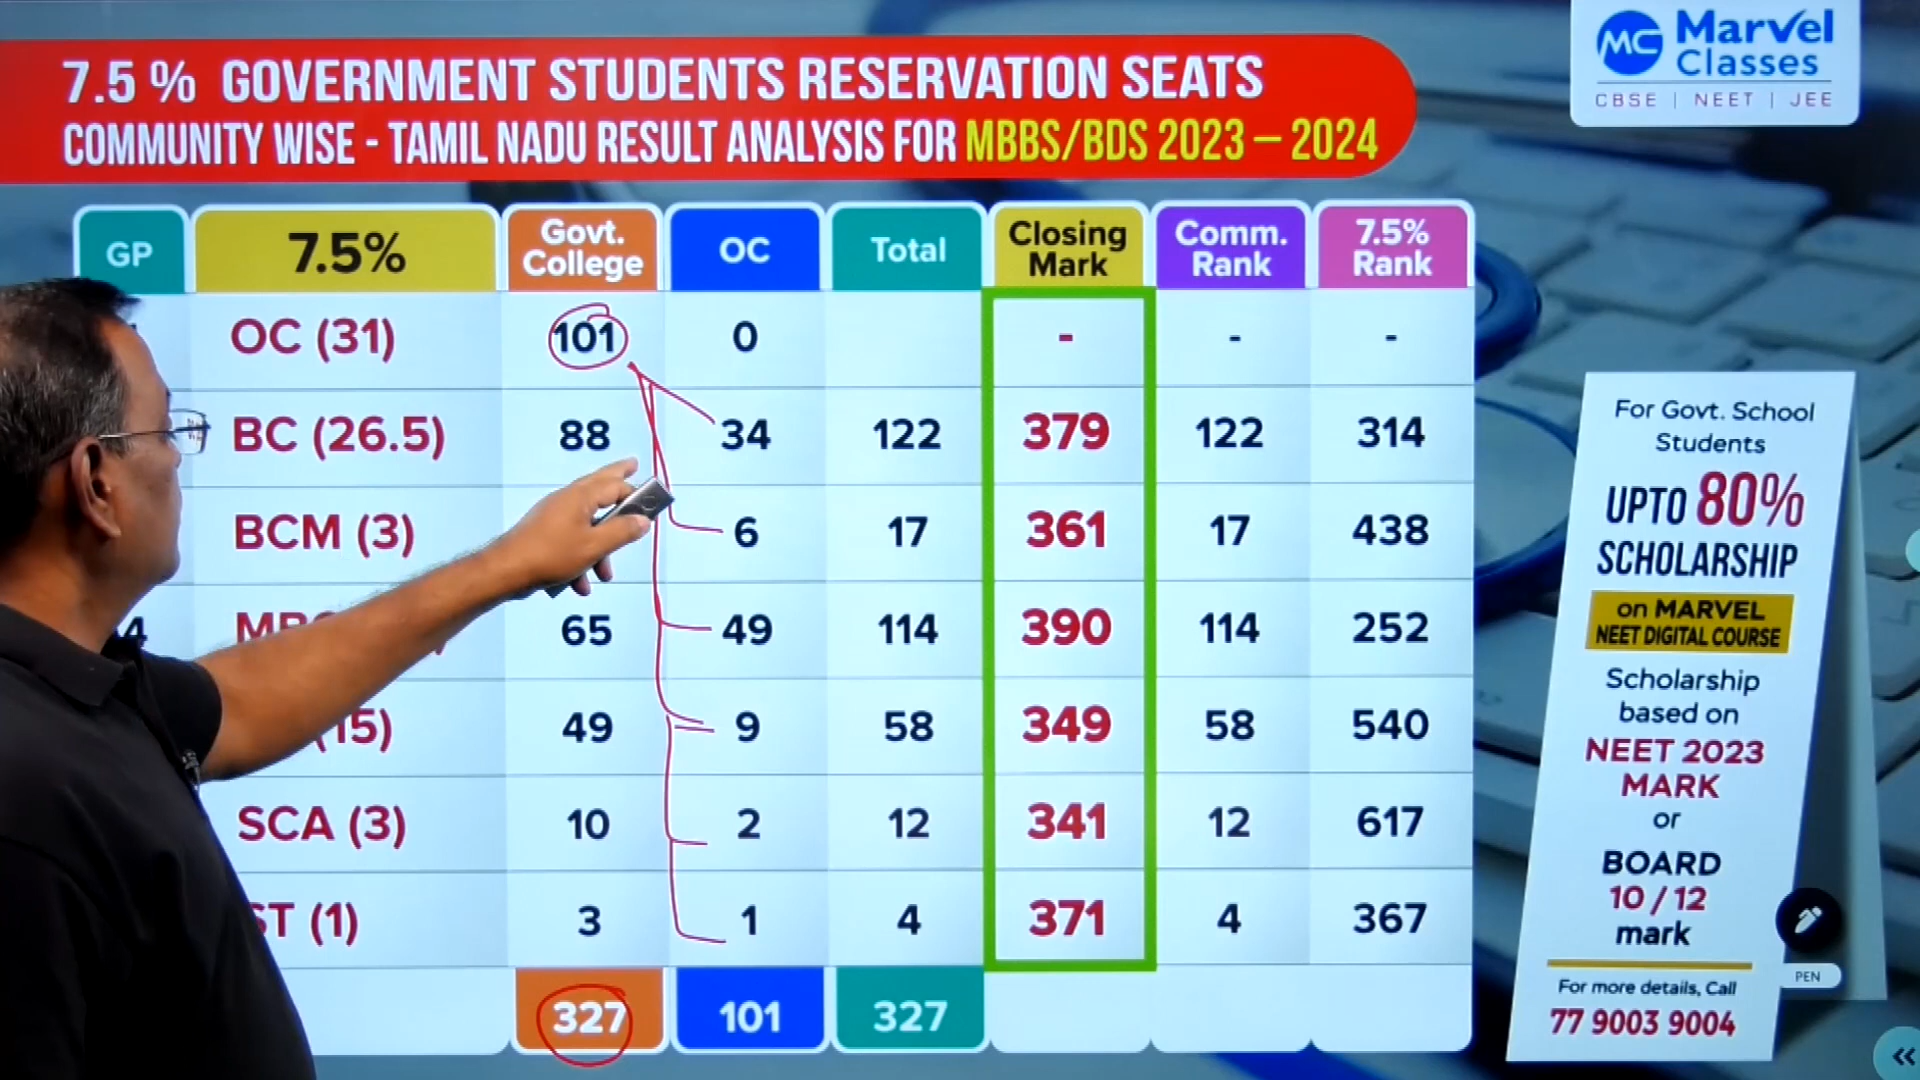 MC Marvel
Classes
CBSE | NEET | JEE
7.5 % GOVERNMENT STUDENTS RESERVATION SEATS
COMMUNITY WISE - TAMIL NADU RESULT ANALYSIS FOR MBBS/BDS 2023 – 2024
GP 7.5% Govt. College OC Total Closing Mark Comm. Rank 7.5% Rank
OC (31) 101 0 - - -
BC (26.5) 88 34 122 379 122 314
BCM (3) 6 17 361 17 438
4 65 49 114 390 114 252
(15) 49 9 58 349 58 540
SCA (3) 10 2 12 341 12 617
ST (1) 3 1 4 371 4 367
327 101 327
For Govt. School
Students
UPTO 80%
SCHOLARSHIP
on MARVEL
NEET DIGITAL COURSE
Scholarship
based on
NEET 2023
MARK
or
BOARD
10 / 12
mark
For more details, Call
77 9003 9004
PEN